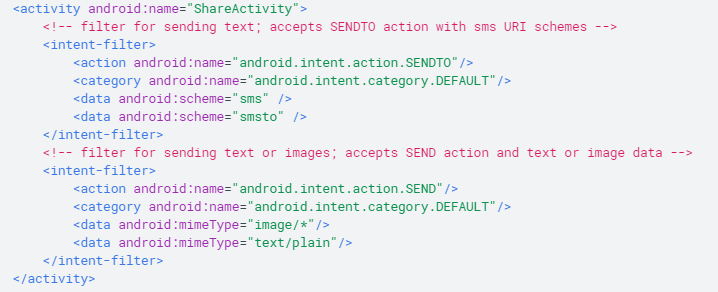 <activity android:name="ShareActivity">
    <!-- filter for sending text; accepts SENDTO action with sms URI schemes -->
    <intent-filter>
        <action android:name="android.intent.action.SENDTO"/>
        <category android:name="android.intent.category.DEFAULT"/>
        <data android:scheme="sms" />
        <data android:scheme="smsto" />
    </intent-filter>
    <!-- filter for sending text or images; accepts SEND action and text or image data -->
    <intent-filter>
        <action android:name="android.intent.action.SEND"/>
        <category android:name="android.intent.category.DEFAULT"/>
        <data android:mimeType="image/*"/>
        <data android:mimeType="text/plain"/>
    </intent-filter>
</activity>